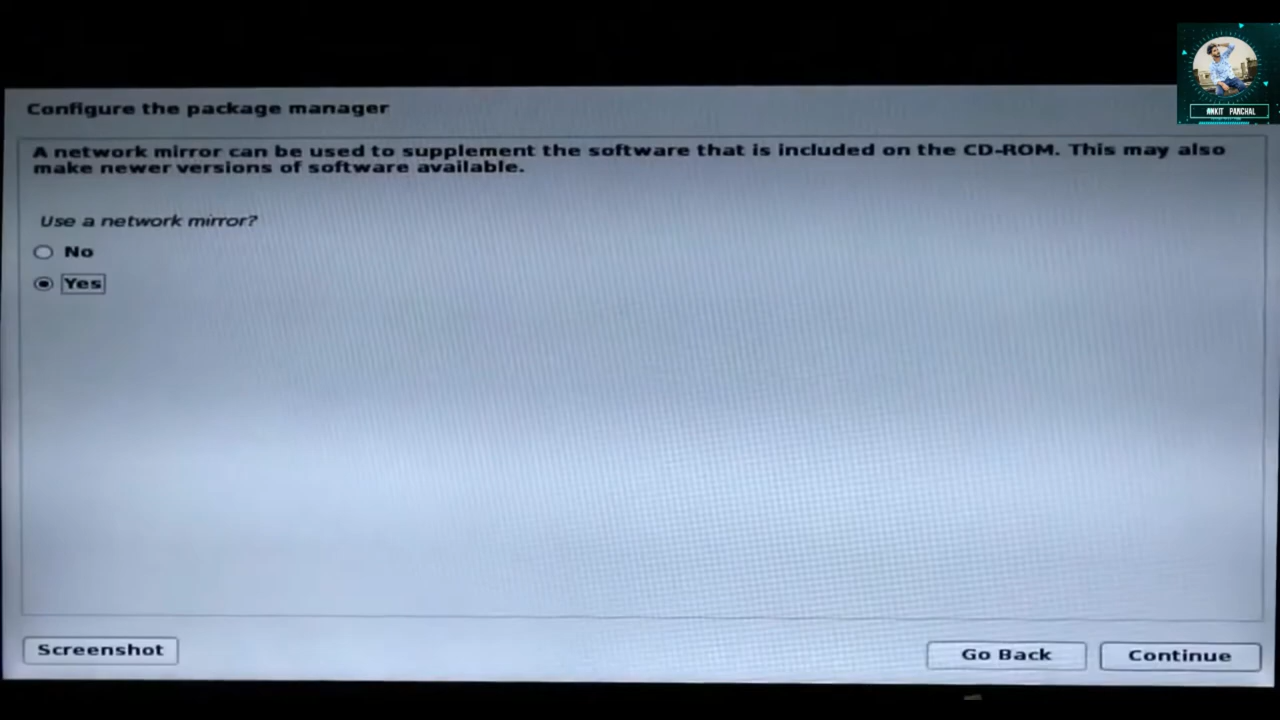 ANKIT PANCHAL
Configure the package manager
A network mirror can be used to supplement the software that is included on the CD-ROM. This may also
make newer versions of software available.
Use a network mirror?
No
Yes
Screenshot
Go Back
Continue